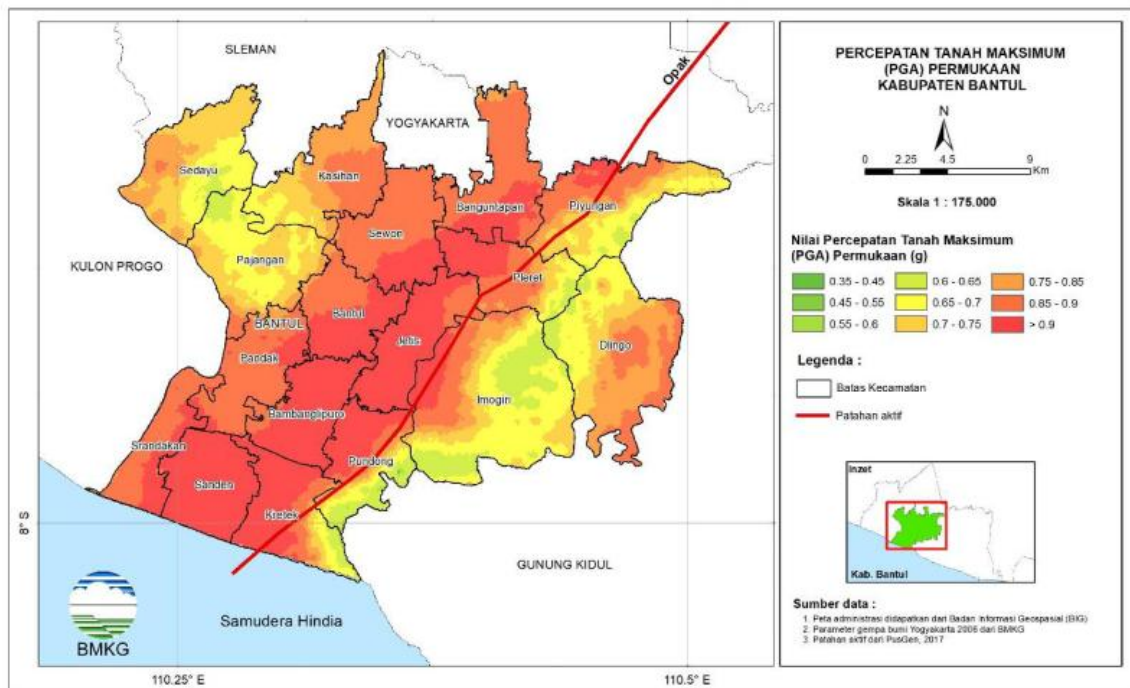 SLEMAN
Opak
YOGYAKARTA
Sedayu
Kasihan
Banguntapan
Piyungan
Sewon
KULON PROGO
Pajangan
Pleret
BANTUL
Bantul
Jetis
Dlingo
Pandak
Imogiri
Bambanglipuro
Srandakan
Pundong
Sanden
Kretek
8° S
GUNUNG KIDUL
Samudera Hindia
BMKG
110.25° E
110.5° E
PERCEPATAN TANAH MAKSIMUM
(PGA) PERMUKAAN
KABUPATEN BANTUL
N
0 2.25 4.5 9
Km
Skala 1 : 175.000
Nilai Percepatan Tanah Maksimum
(PGA) Permukaan (g)
0.35 - 0.45 0.6 - 0.65 0.75 - 0.85
0.45 - 0.55 0.65 - 0.7 0.85 - 0.9
0.55 - 0.6 0.7 - 0.75 > 0.9
Legenda :
Batas Kecamatan
Patahan aktif
Inzet
Kab. Bantul
Sumber data :
1. Peta administrasi didapatkan dari Badan Informasi Geospasial (BIG)
2. Parameter gempa bumi Yogyakarta 2006 dari BMKG
3. Patahan aktif dari PusGen, 2017